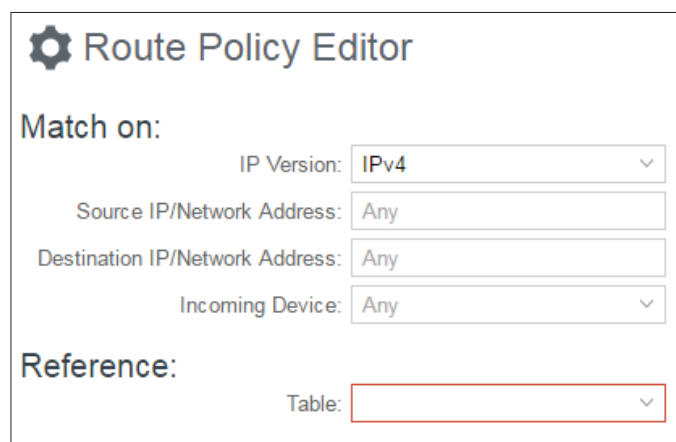 Route Policy Editor
Match on:
IP Version: IPv4
Source IP/Network Address: Any
Destination IP/Network Address: Any
Incoming Device: Any
Reference:
Table: